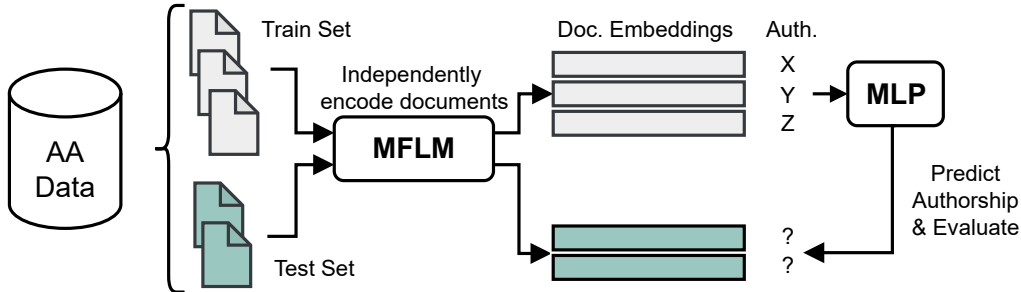 AA
Data
Train Set
Test Set
Independently
encode documents
MFLM
Doc. Embeddings
Auth.
X
Y
Z
?
?
MLP
Predict
Authorship
& Evaluate